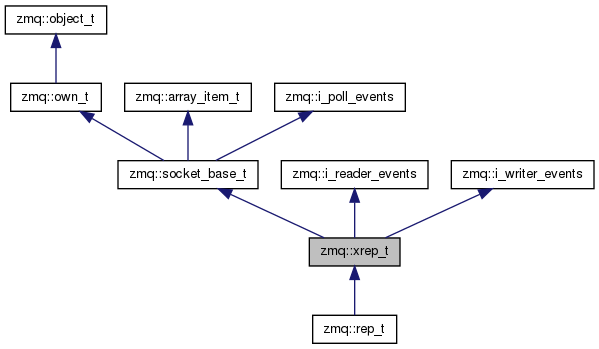 zmq::object_t
zmq::own_t
zmq::array_item_t
zmq::i_poll_events
zmq::socket_base_t
zmq::i_reader_events
zmq::i_writer_events
zmq::xrep_t
zmq::rep_t